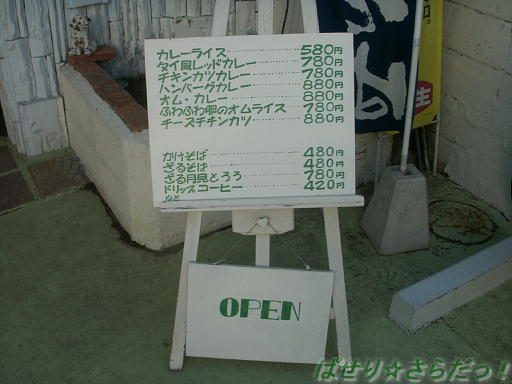 カレーライス……………580円
タイ風レッドカレー…………780円
チキンカツカレー…………780円
ハンバーグカレー…………880円
オム・カレー……………880円
ふわふわ卵のオムライス……780円
チーズチキンカツ…………880円
かけそば……………480円
ざるそば……………480円
ざる月見とろろ…………780円
ドリップコーヒー…………420円
など
OPEN
生
ぱせり☆さらだっ!